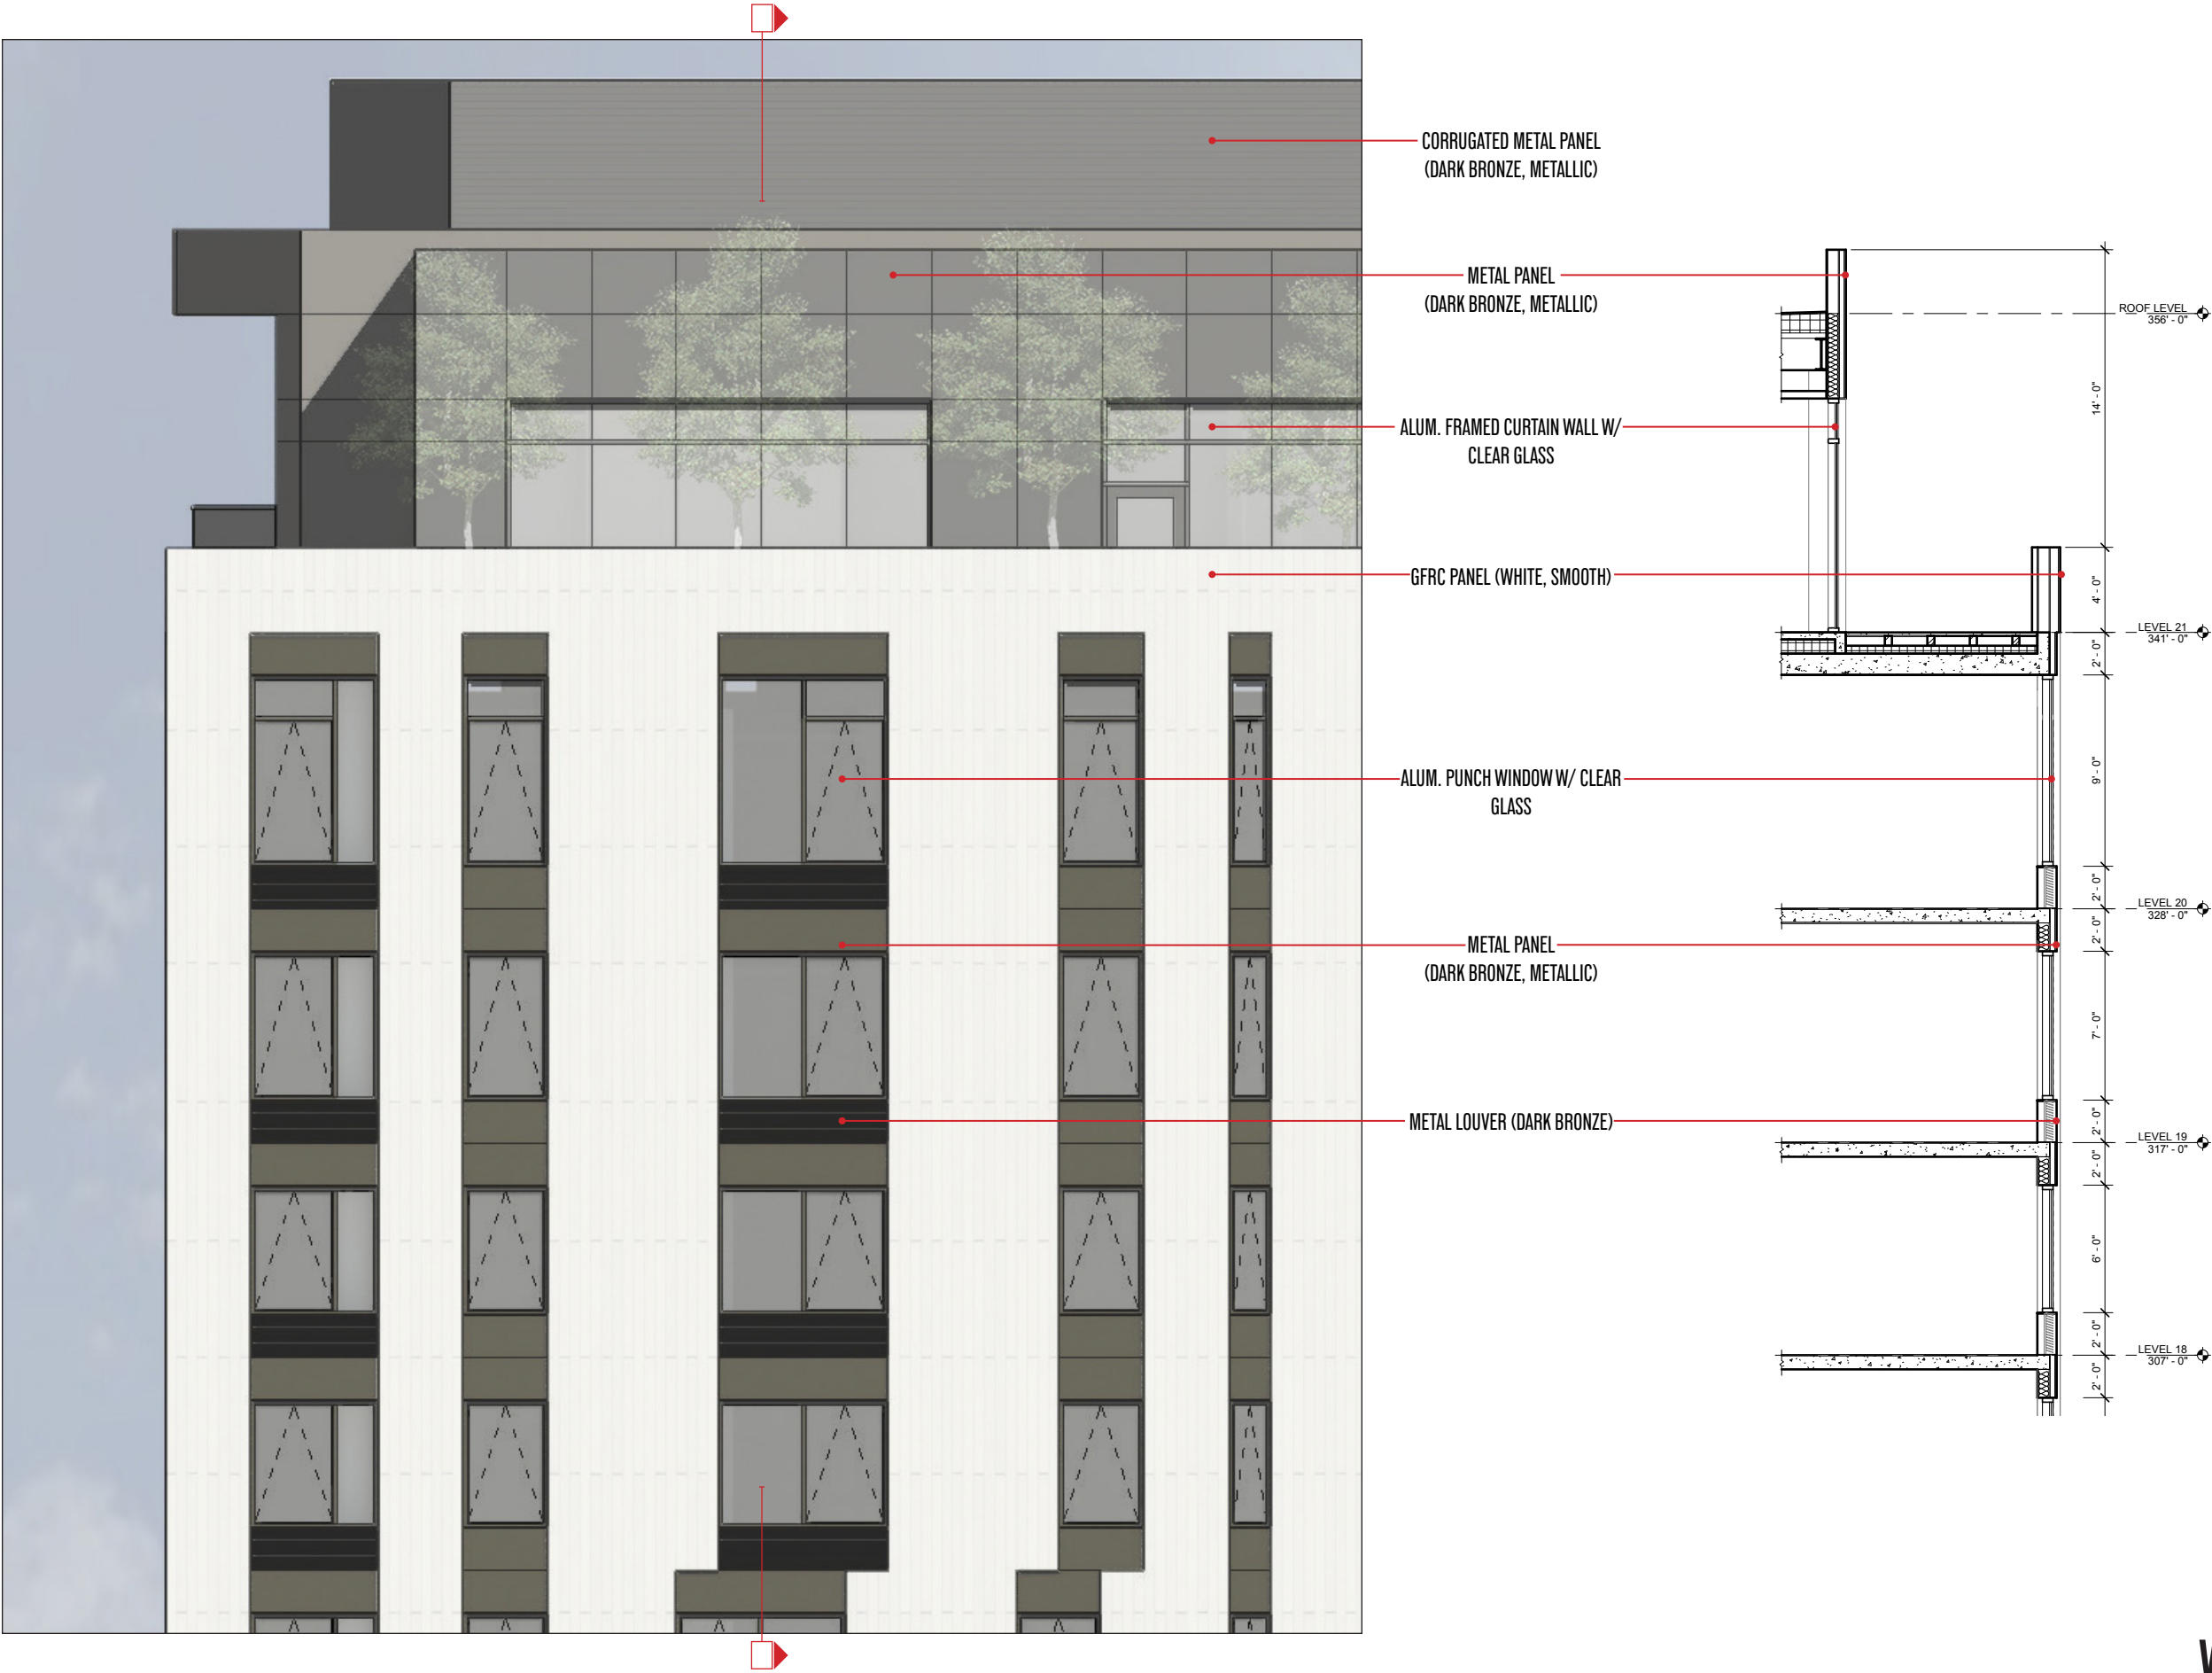 CORRUGATED METAL PANEL
(DARK BRONZE, METALLIC)
METAL PANEL
(DARK BRONZE, METALLIC)
ALUM. FRAMED CURTAIN WALL W/
CLEAR GLASS
GFRC PANEL (WHITE, SMOOTH)
ALUM. PUNCH WINDOW W/ CLEAR
GLASS
METAL PANEL
(DARK BRONZE, METALLIC)
METAL LOUVER (DARK BRONZE)
14' - 0"
4' - 0"
2' - 0"
9' - 0"
2' - 0"
2' - 0"
7' - 0"
2' - 0"
2' - 0"
6' - 0"
2' - 0"
2' - 0"
ROOF LEVEL
356' - 0"
LEVEL 21
341' - 0"
LEVEL 20
328' - 0"
LEVEL 19
317' - 0"
LEVEL 18
307' - 0"